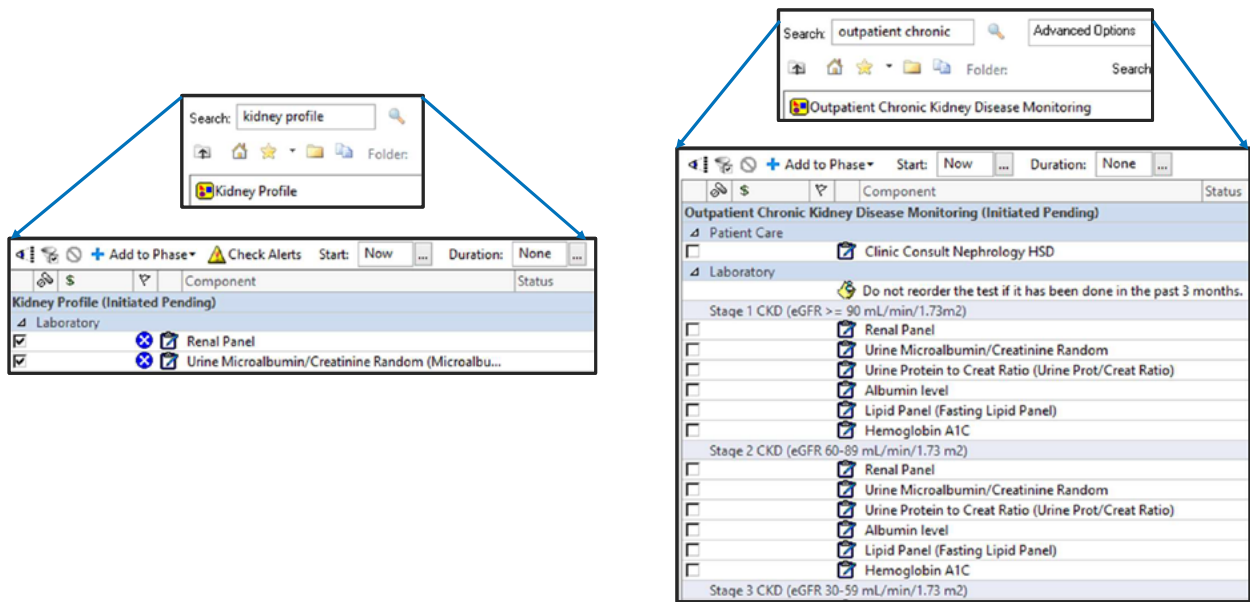 Search: kidney profile
Folder:
Kidney Profile
Add to Phase Check Alerts Start: Now ... Duration: None ...
$ Component Status
Kidney Profile (Initiated Pending)
Laboratory
Renal Panel
Urine Microalbumin/Creatinine Random (Microalbu...
Search: outpatient chronic Advanced Options
Folder: Search
Outpatient Chronic Kidney Disease Monitoring
Add to Phase Start: Now ... Duration: None ...
$ Component Status
Outpatient Chronic Kidney Disease Monitoring (Initiated Pending)
Patient Care
Clinic Consult Nephrology HSD
Laboratory
Do not reorder the test if it has been done in the past 3 months.
Stage 1 CKD (eGFR >= 90 mL/min/1.73m2)
Renal Panel
Urine Microalbumin/Creatinine Random
Urine Protein to Creat Ratio (Urine Prot/Creat Ratio)
Albumin level
Lipid Panel (Fasting Lipid Panel)
Hemoglobin A1C
Stage 2 CKD (eGFR 60-89 mL/min/1.73 m2)
Renal Panel
Urine Microalbumin/Creatinine Random
Urine Protein to Creat Ratio (Urine Prot/Creat Ratio)
Albumin level
Lipid Panel (Fasting Lipid Panel)
Hemoglobin A1C
Stage 3 CKD (eGFR 30-59 mL/min/1.73 m2)